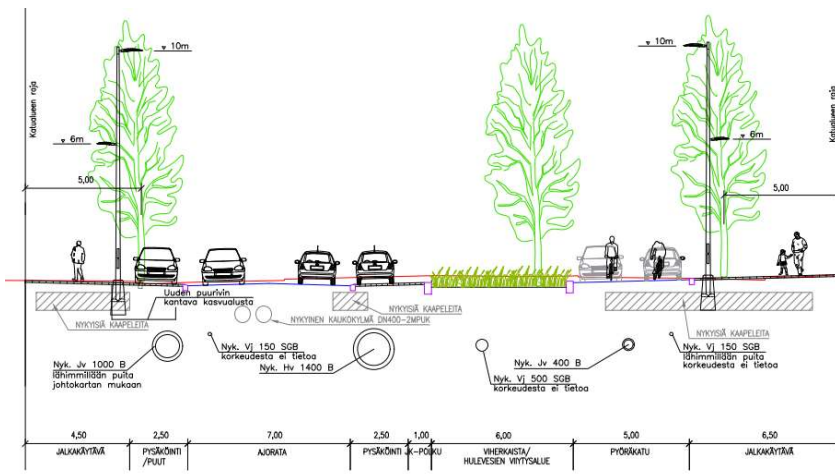 10m
10m
Katualueen raja
Katualueen raja
6m
6m
5,00
5,00
Uuden puurivin
kantava kasvualusta
NYKYISIÄ KAAPELEITA
NYKYISIÄ KAAPELEITA
NYKYINEN KAUKOKYLMÄ DN400-2MPUK
NYKYISIÄ KAAPELEITA
Nyk. Jv 1000 B
lähimmillään puita
johtokartan mukaan
Nyk. Vj 150 SGB
korkeudesta ei tietoa
Nyk. Hv 1400 B
Nyk. Jv 400 B
Nyk. Vj 500 SGB
korkeudesta ei tietoa
Nyk. Vj 150 SGB
lähimmillään puita
korkeudesta ei tietoa
4,50 2,50 7,00 2,50 1,00 6,00 5,00 6,50
JALKAKÄYTÄVÄ PYSÄKÖINTI AJORATA PYSÄKÖINTI JK-POLKU VIHERKAISTA/ PYÖRÄKATU JALKAKÄYTÄVÄ
/PUUT HULEVESIEN VIIVYTYSALUE